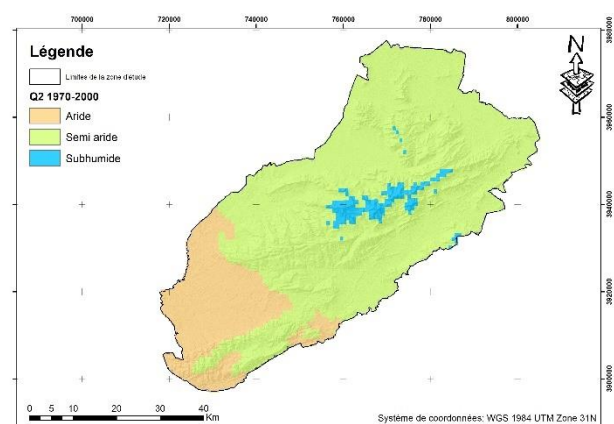 700000 720000 740000 760000 780000 800000
Légende
Limites de la zone d'étude
Q2 1970-2000
Aride
Semi aride
Subhumide
N
3980000
3960000
3940000
3920000
3900000
0 5 10 20 30 40
Km
Système de coordonnées: WGS 1984 UTM Zone 31N